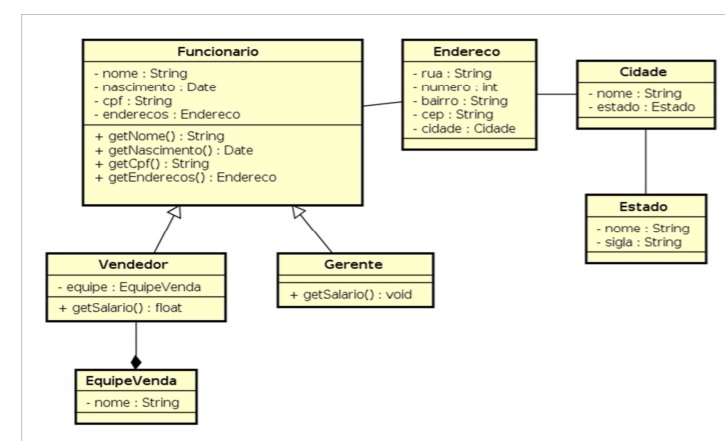 Funcionario
- nome : String
- nascimento : Date
- cpf : String
- enderecos : Endereco
+ getNome() : String
+ getNascimento() : Date
+ getCpf() : String
+ getEnderecos() : Endereco
Endereco
- rua : String
- numero : int
- bairro : String
- cep : String
- cidade : Cidade
Cidade
- nome : String
- estado : Estado
Estado
- nome : String
- sigla : String
Vendedor
- equipe : EquipeVenda
+ getSalario() : float
Gerente
+ getSalario() : void
EquipeVenda
- nome : String